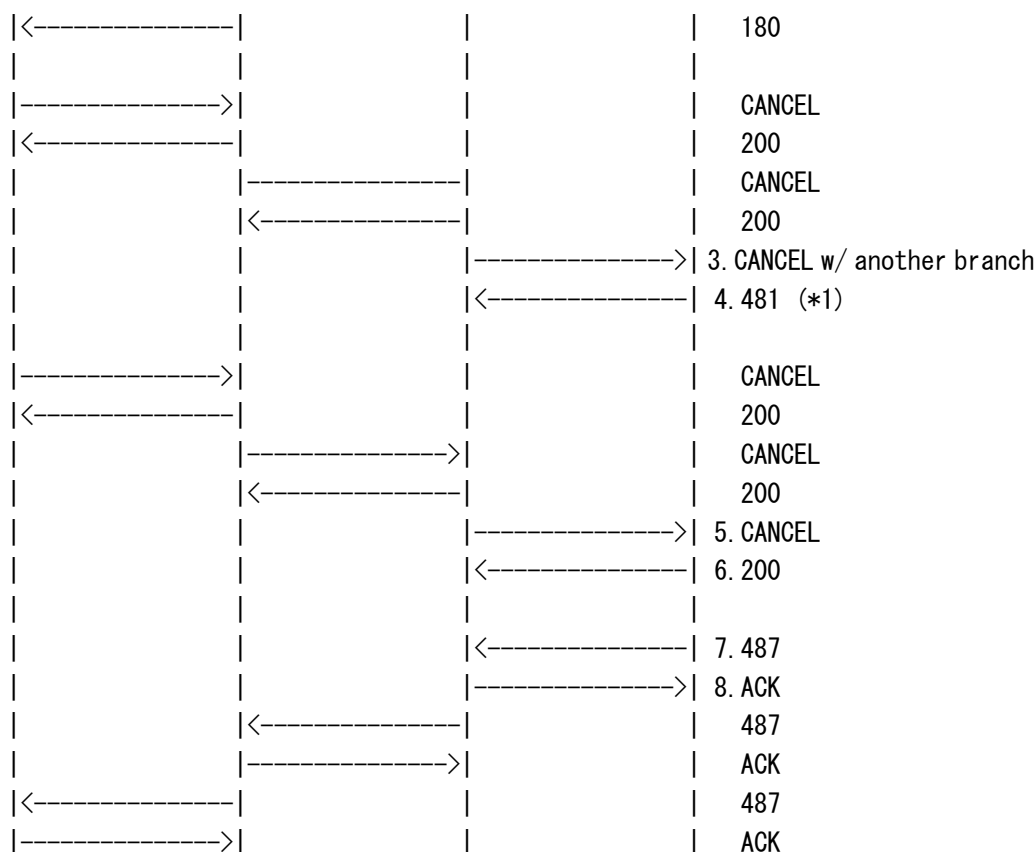 |<----------------| | | 180
| | | |
|--------------->| | | CANCEL
|<---------------| | | 200
| |----------------| | CANCEL
| |<---------------| | 200
| | |--------------->| 3. CANCEL w/ another branch
| | |<---------------| 4. 481 (*1)
| | | |
|--------------->| | | CANCEL
|<---------------| | | 200
| |--------------->| | CANCEL
| |<---------------| | 200
| | |--------------->| 5. CANCEL
| | |<---------------| 6. 200
| | | |
| | |<---------------| 7. 487
| | |--------------->| 8. ACK
| |<---------------| | 487
| |--------------->| | ACK
|<---------------| | | 487
|--------------->| | | ACK